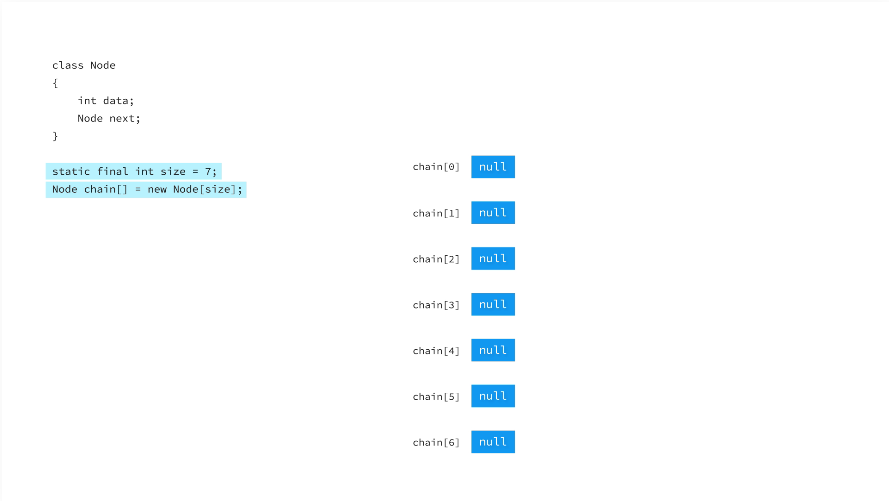 class Node
{
    int data;
    Node next;
}
static final int size = 7;
Node chain[] = new Node[size];
chain[0] null
chain[1] null
chain[2] null
chain[3] null
chain[4] null
chain[5] null
chain[6] null